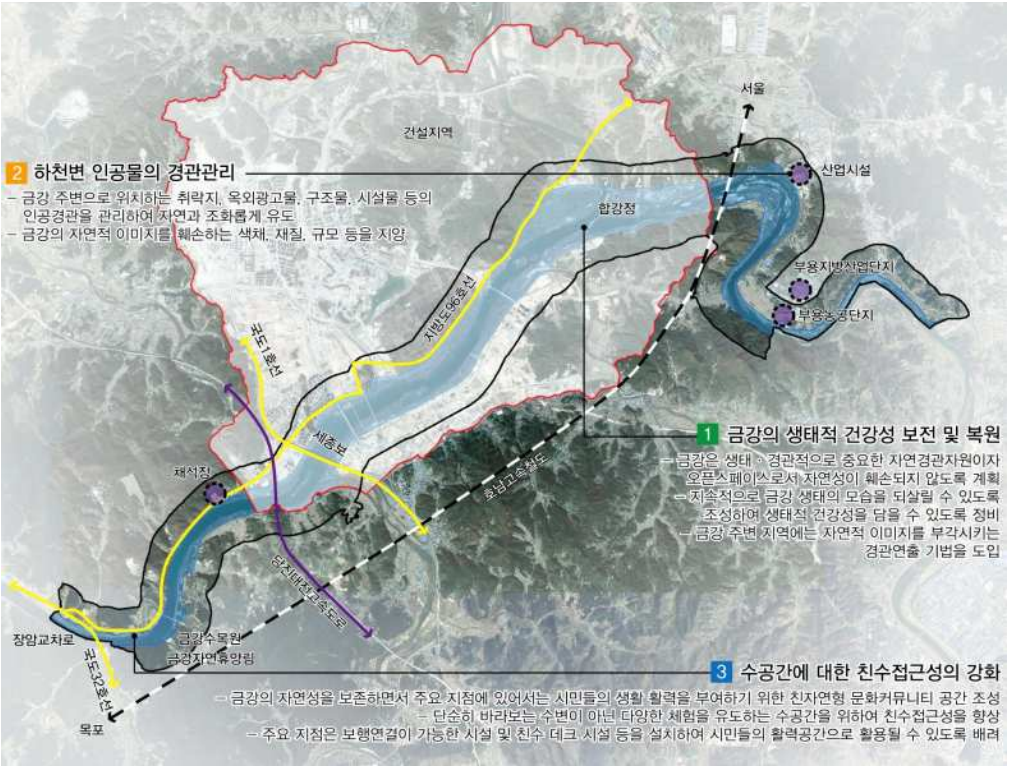 서울
건설지역
2 하천변 인공물의 경관관리
산업시설
- 금강 주변으로 위치하는 취락지, 옥외광고물, 구조물, 시설물 등의
인공경관을 관리하여 자연과 조화롭게 유도
- 금강의 자연적 이미지를 훼손하는 색채, 재질, 규모 등을 지양
합강정
부용지방산업단지
부용농공단지
지방도96호선
국도1호선
세종보
1 금강의 생태적 건강성 보전 및 복원
- 금강은 생태·경관적으로 중요한 자연경관자원이자
오픈스페이스로서 자연성이 훼손되지 않도록 계획
- 지속적으로 금강 생태의 모습을 되살릴 수 있도록
조성하여 생태적 건강성을 담을 수 있도록 정비
- 금강 주변 지역에는 자연적 이미지를 부각시키는
경관연출 기법을 도입
채석장
호남고속철도
당진대전고속도로
장암교차로
금강수목원
금강자연휴양림
국도32호선
목포
3 수공간에 대한 친수접근성의 강화
- 금강의 자연성을 보존하면서 주요 지점에 있어서는 시민들의 생활 활력을 부여하기 위한 친자연형 문화커뮤니티 공간 조성
- 단순히 바라보는 수변이 아닌 다양한 체험을 유도하는 수공간을 위하여 친수접근성을 향상
- 주요 지점은 보행연결이 가능한 시설 및 친수 데크 시설 등을 설치하여 시민들의 활력공간으로 활용될 수 있도록 배려